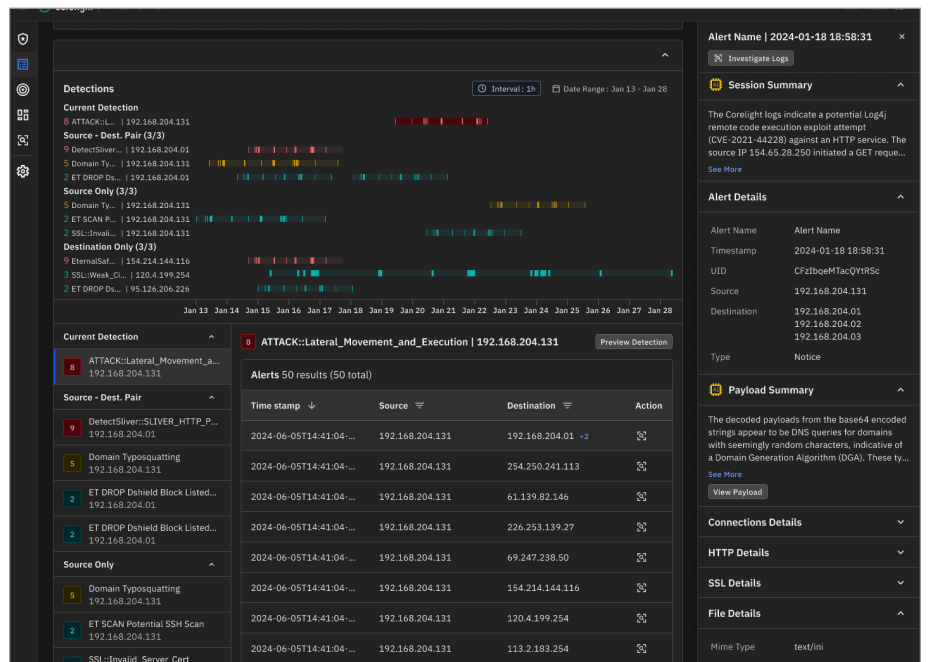 Detections
Interval: 1h
Date Range: Jan 13 - Jan 28
Current Detection
8 ATTACK::L... | 192.168.204.131
Source - Dest. Pair (3/3)
9 DetectSliver... | 192.168.204.01
5 Domain Ty... | 192.168.204.131
2 ET DROP Ds... | 192.168.204.01
Source Only (3/3)
5 Domain Ty... | 192.168.204.131
2 ET SCAN P... | 192.168.204.131
2 SSL::Invali... | 192.168.204.131
Destination Only (3/3)
9 EternalSaf... | 154.214.144.116
3 SSL::Weak_Ci... | 120.4.199.254
2 ET DROP Ds... | 95.126.206.226
Jan 13 Jan 14 Jan 15 Jan 16 Jan 17 Jan 18 Jan 19 Jan 20 Jan 21 Jan 22 Jan 23 Jan 24 Jan 25 Jan 26 Jan 27 Jan 28
Current Detection
8 ATTACK::Lateral_Movement_a...
192.168.204.131
Source - Dest. Pair
9 DetectSliver::SLIVER_HTTP_P...
192.168.204.01
5 Domain Typosquatting
192.168.204.131
2 ET DROP Dshield Block Listed...
192.168.204.01
2 ET DROP Dshield Block Listed...
192.168.204.01
Source Only
5 Domain Typosquatting
192.168.204.131
2 ET SCAN Potential SSH Scan
192.168.204.131
SSL::Invalid_Server_Cert
8 ATTACK::Lateral_Movement_and_Execution | 192.168.204.131
Preview Detection
Alerts 50 results (50 total)
Time stamp Source Destination Action
2024-06-05T14:41:04-... 192.168.204.131 192.168.204.01 +2
2024-06-05T14:41:04-... 192.168.204.131 254.250.241.113
2024-06-05T14:41:04-... 192.168.204.131 61.139.82.146
2024-06-05T14:41:04-... 192.168.204.131 226.253.139.27
2024-06-05T14:41:04-... 192.168.204.131 69.247.238.50
2024-06-05T14:41:04-... 192.168.204.131 154.214.144.116
2024-06-05T14:41:04-... 192.168.204.131 120.4.199.254
2024-06-05T14:41:04-... 192.168.204.131 113.2.183.254
Alert Name | 2024-01-18 18:58:31
Investigate Logs
Session Summary
The Corelight logs indicate a potential Log4j
remote code execution exploit attempt
(CVE-2021-44228) against an HTTP service. The
source IP 154.65.28.250 initiated a GET reque...
See More
Alert Details
Alert Name Alert Name
Timestamp 2024-01-18 18:58:31
UID CFzIbqeMTacQYtRSc
Source 192.168.204.131
Destination 192.168.204.01
192.168.204.02
192.168.204.03
Type Notice
Payload Summary
The decoded payloads from the base64 encoded
strings appear to be DNS queries for domains
with seemingly random characters, indicative of
a Domain Generation Algorithm (DGA). These ty...
See More
View Payload
Connections Details
HTTP Details
SSL Details
File Details
Mime Type text/ini